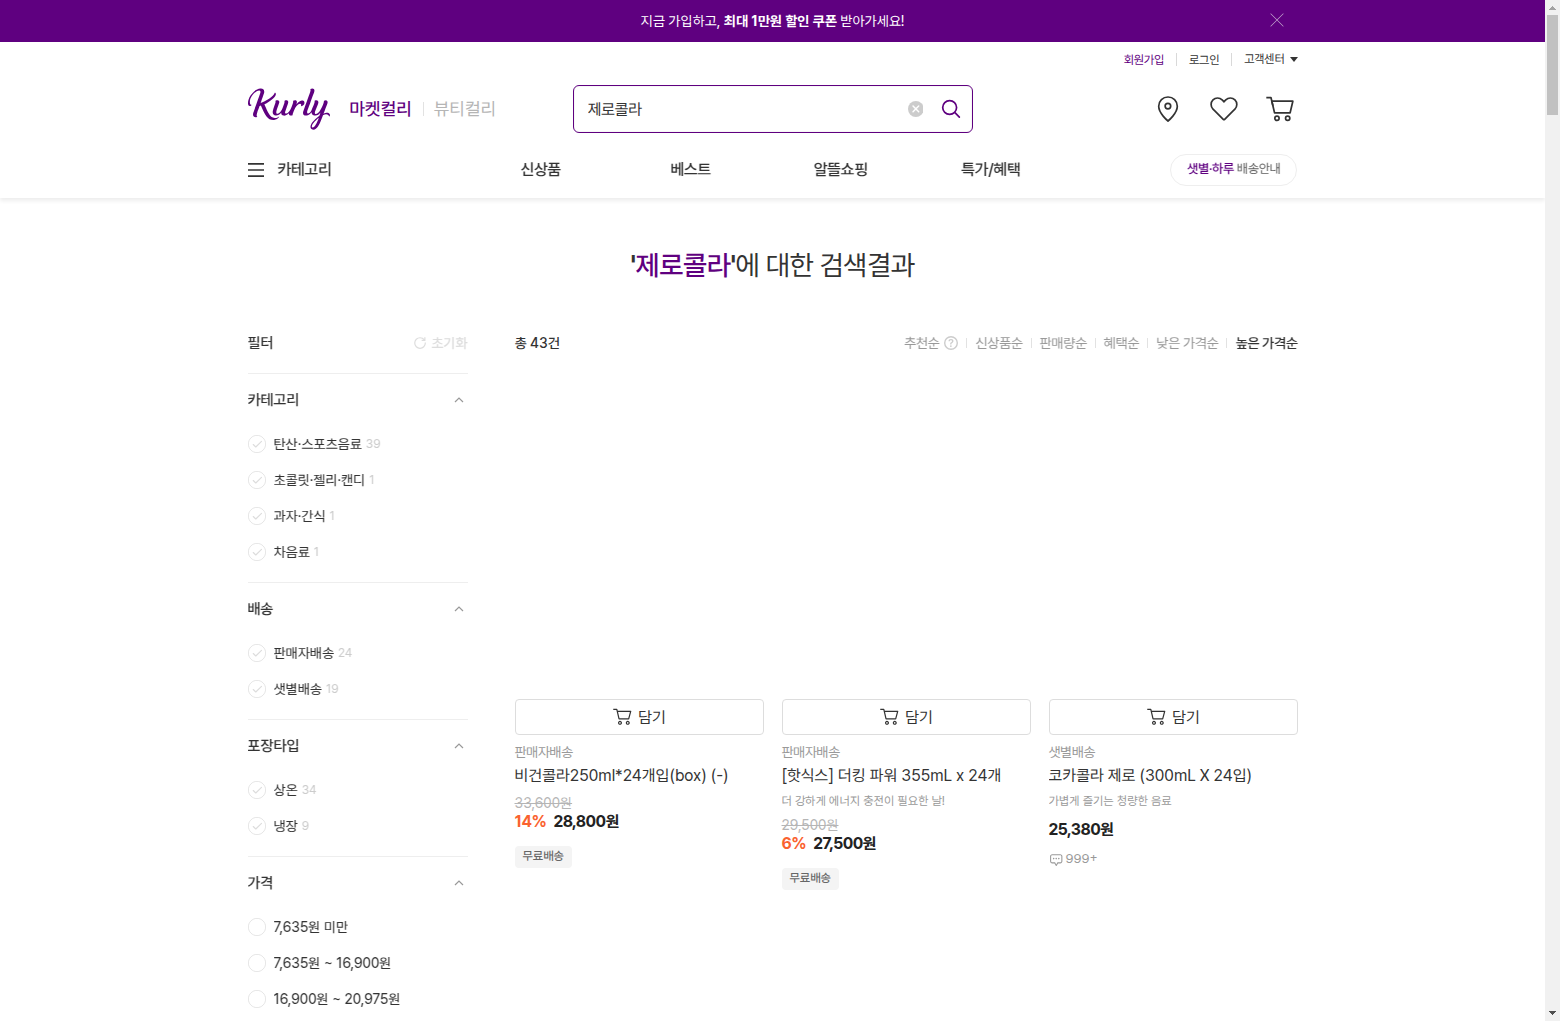 지금 가입하고, 최대 1만원 할인 쿠폰 받아가세요!
회원가입 로그인 고객센터
Kurly 마켓컬리 뷰티컬리
제로콜라
카테고리 신상품 베스트 알뜰쇼핑 특가/혜택 샛별·하루 배송안내
'제로콜라'에 대한 검색결과
필터 초기화
총 43건 추천순 ? 신상품순 판매량순 혜택순 낮은 가격순 높은 가격순
카테고리
탄산·스포츠음료 39
초콜릿·젤리·캔디 1
과자·간식 1
차음료 1
배송
판매자배송 24
샛별배송 19
포장타입
상온 34
냉장 9
가격
7,635원 미만
7,635원 ~ 16,900원
16,900원 ~ 20,975원
담기
판매자배송
비건콜라250ml*24개입(box) (-)
33,600원
14% 28,800원
무료배송
담기
판매자배송
[핫식스] 더킹 파워 355mL x 24개
더 강하게 에너지 충전이 필요한 날!
29,500원
6% 27,500원
무료배송
담기
샛별배송
코카콜라 제로 (300mL X 24입)
가볍게 즐기는 청량한 음료
25,380원
999+